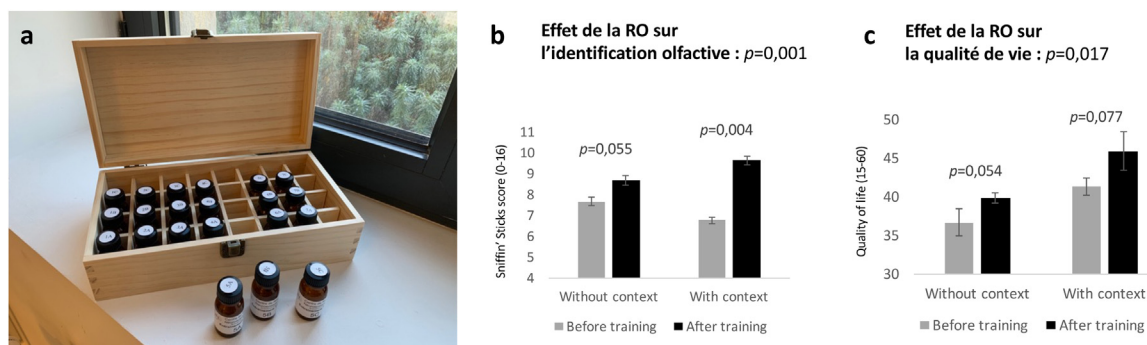 a
b
Effet de la RO sur
l'identification olfactive : p=0,001
Sniffin' Sticks score (0-16)
11
10
9
8
7
6
5
4
p=0,055
p=0,004
Without context
With context
Before training
After training
c
Effet de la RO sur
la qualité de vie : p=0,017
Quality of life (15-60)
50
45
40
35
30
p=0,054
p=0,077
Without context
With context
Before training
After training